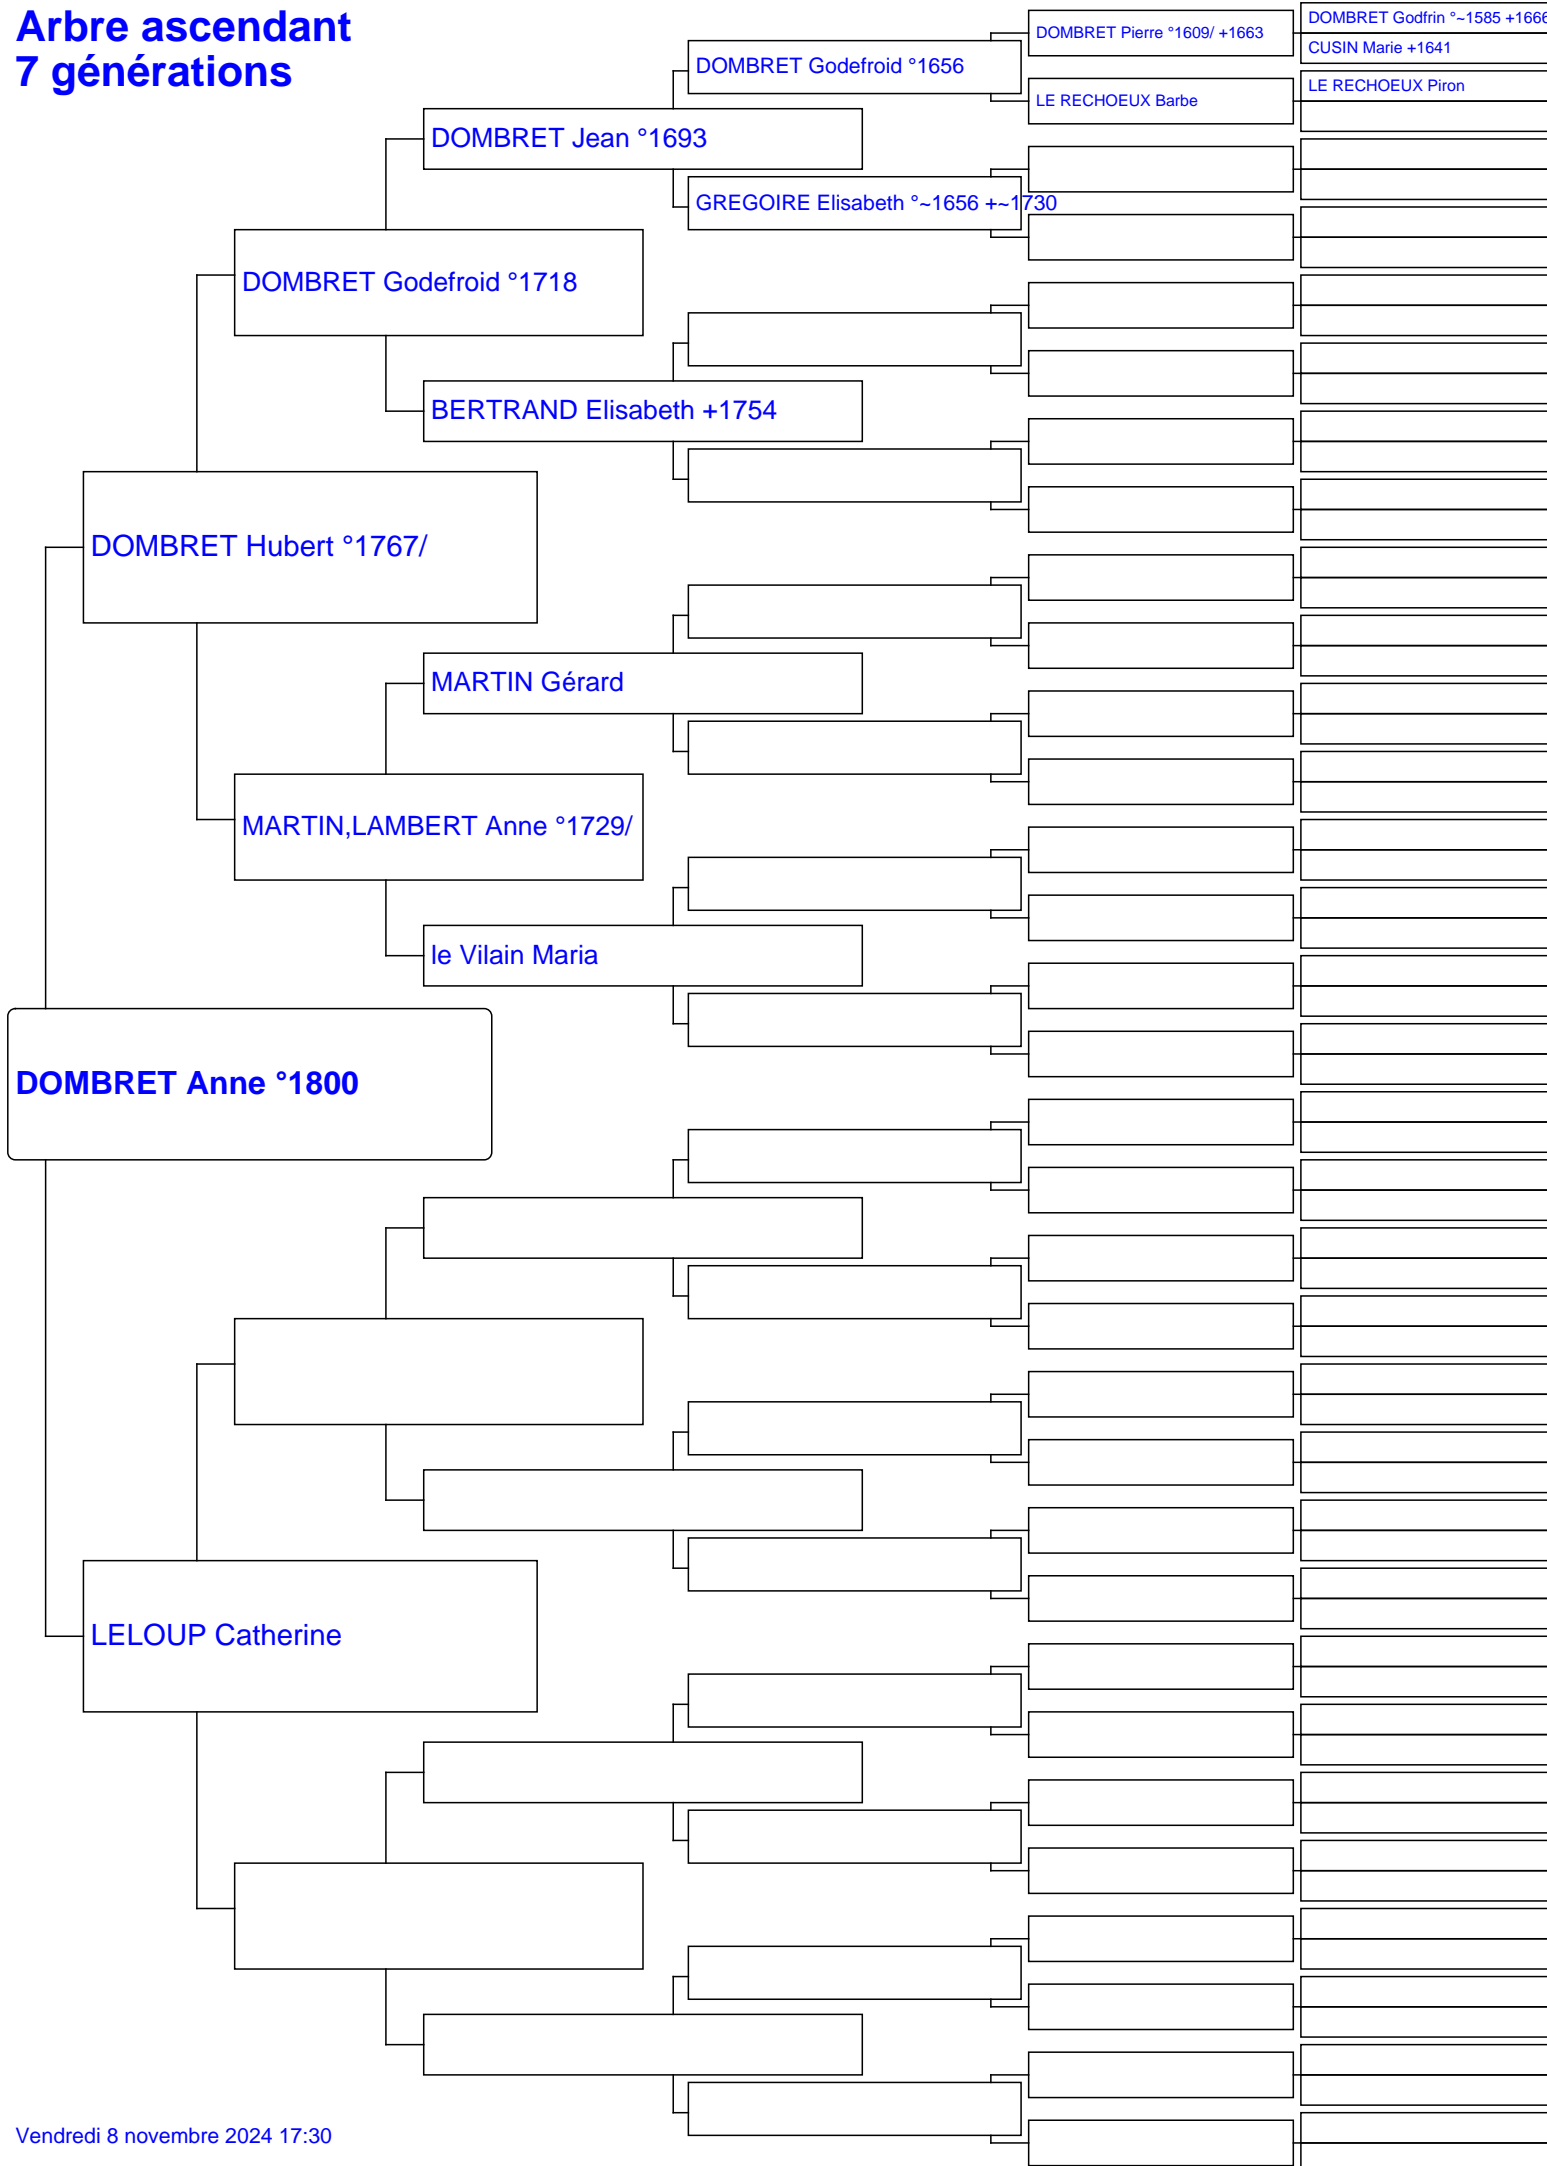 Arbre ascendant
7 générations
DOMBRET Godefroid °1656
DOMBRET Pierre °1609/ +1663
DOMBRET Godfrin °~1585 +1666
CUSIN Marie +1641
LE RECHOEUX Barbe
LE RECHOEUX Piron
DOMBRET Jean °1693
GREGOIRE Elisabeth °~1656 +~1730
DOMBRET Godefroid °1718
BERTRAND Elisabeth +1754
DOMBRET Hubert °1767/
MARTIN Gérard
MARTIN,LAMBERT Anne °1729/
le Vilain Maria
DOMBRET Anne °1800
LELOUP Catherine
Vendredi 8 novembre 2024 17:30